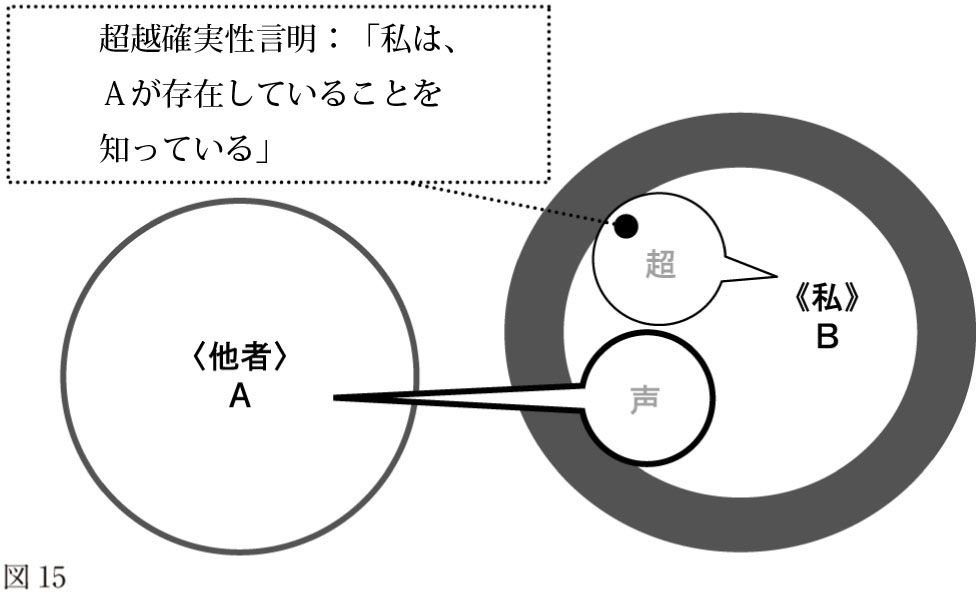 超越確実性言明：「私は、
Ａが存在していることを
知っている」
超
《私》
B
〈他者〉
A
声
図 15